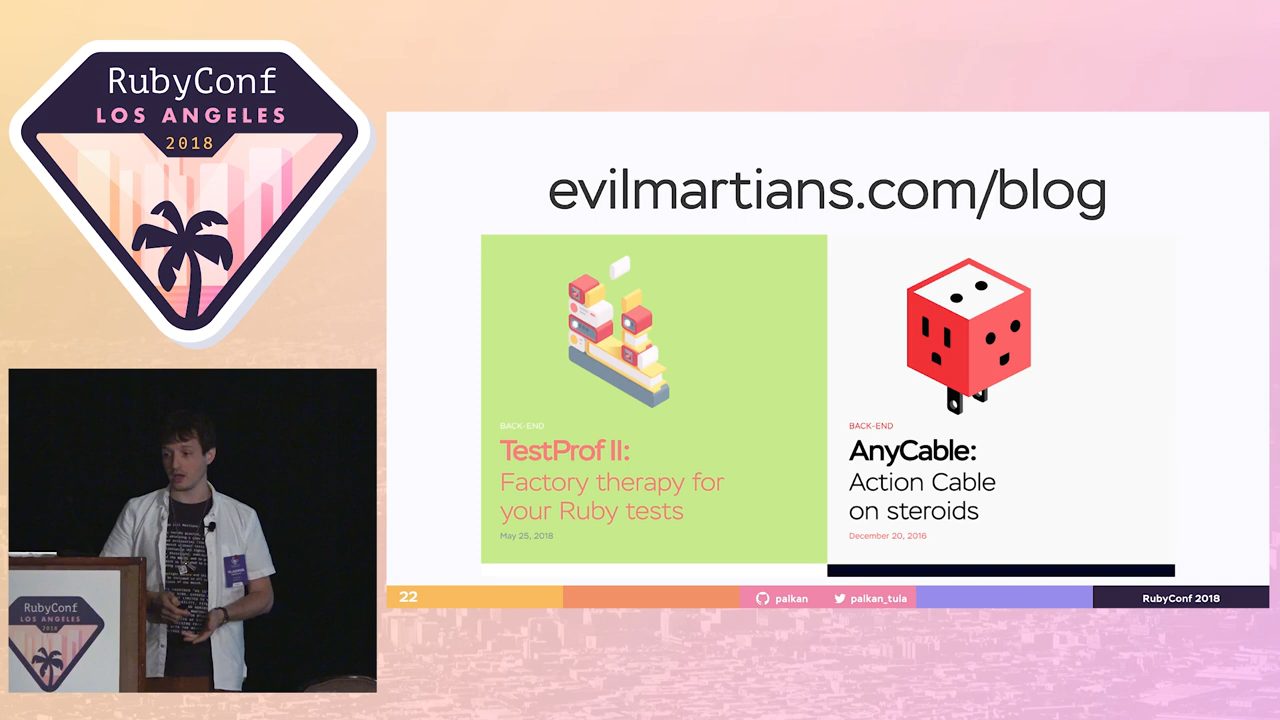 RubyConf
LOS ANGELES
2018
evilmartians.com/blog
BACK-END
TestProf II:
Factory therapy for
your Ruby tests
May 25, 2018
BACK-END
AnyCable:
Action Cable
on steroids
December 20, 2016
22
palkan
palkan_tula
RubyConf 2018
RubyConf
LOS ANGELES
2018